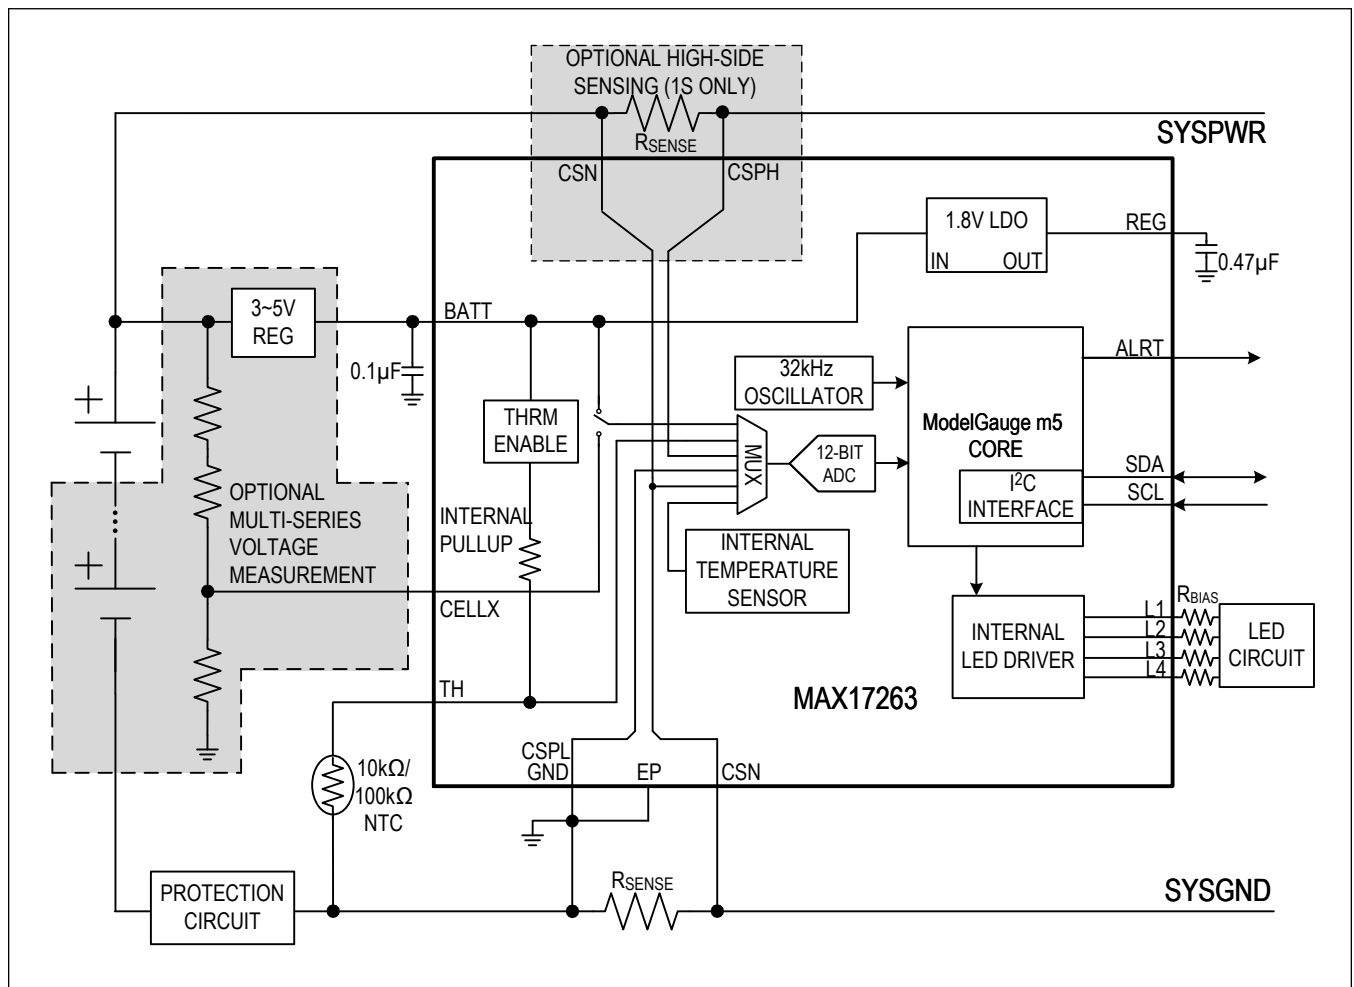 OPTIONAL HIGH-SIDE
SENSING (1S ONLY)
RSENSE
SYSPWR
CSN
CSPH
1.8V LDO
IN
OUT
REG
0.47µF
3~5V
REG
BATT
0.1µF
THRM
ENABLE
32kHz
OSCILLATOR
ModelGauge m5
CORE
ALRT
MUX
12-BIT
ADC
I²C
INTERFACE
SDA
SCL
+
OPTIONAL
MULTI-SERIES
VOLTAGE
MEASUREMENT
INTERNAL
PULLUP
+
CELLX
INTERNAL
TEMPERATURE
SENSOR
INTERNAL
LED DRIVER
L1
L2
L3
L4
RBIAS
LED
CIRCUIT
TH
MAX17263
CSPL
GND
EP
CSN
10kΩ/
100kΩ
NTC
PROTECTION
CIRCUIT
RSENSE
SYSGND